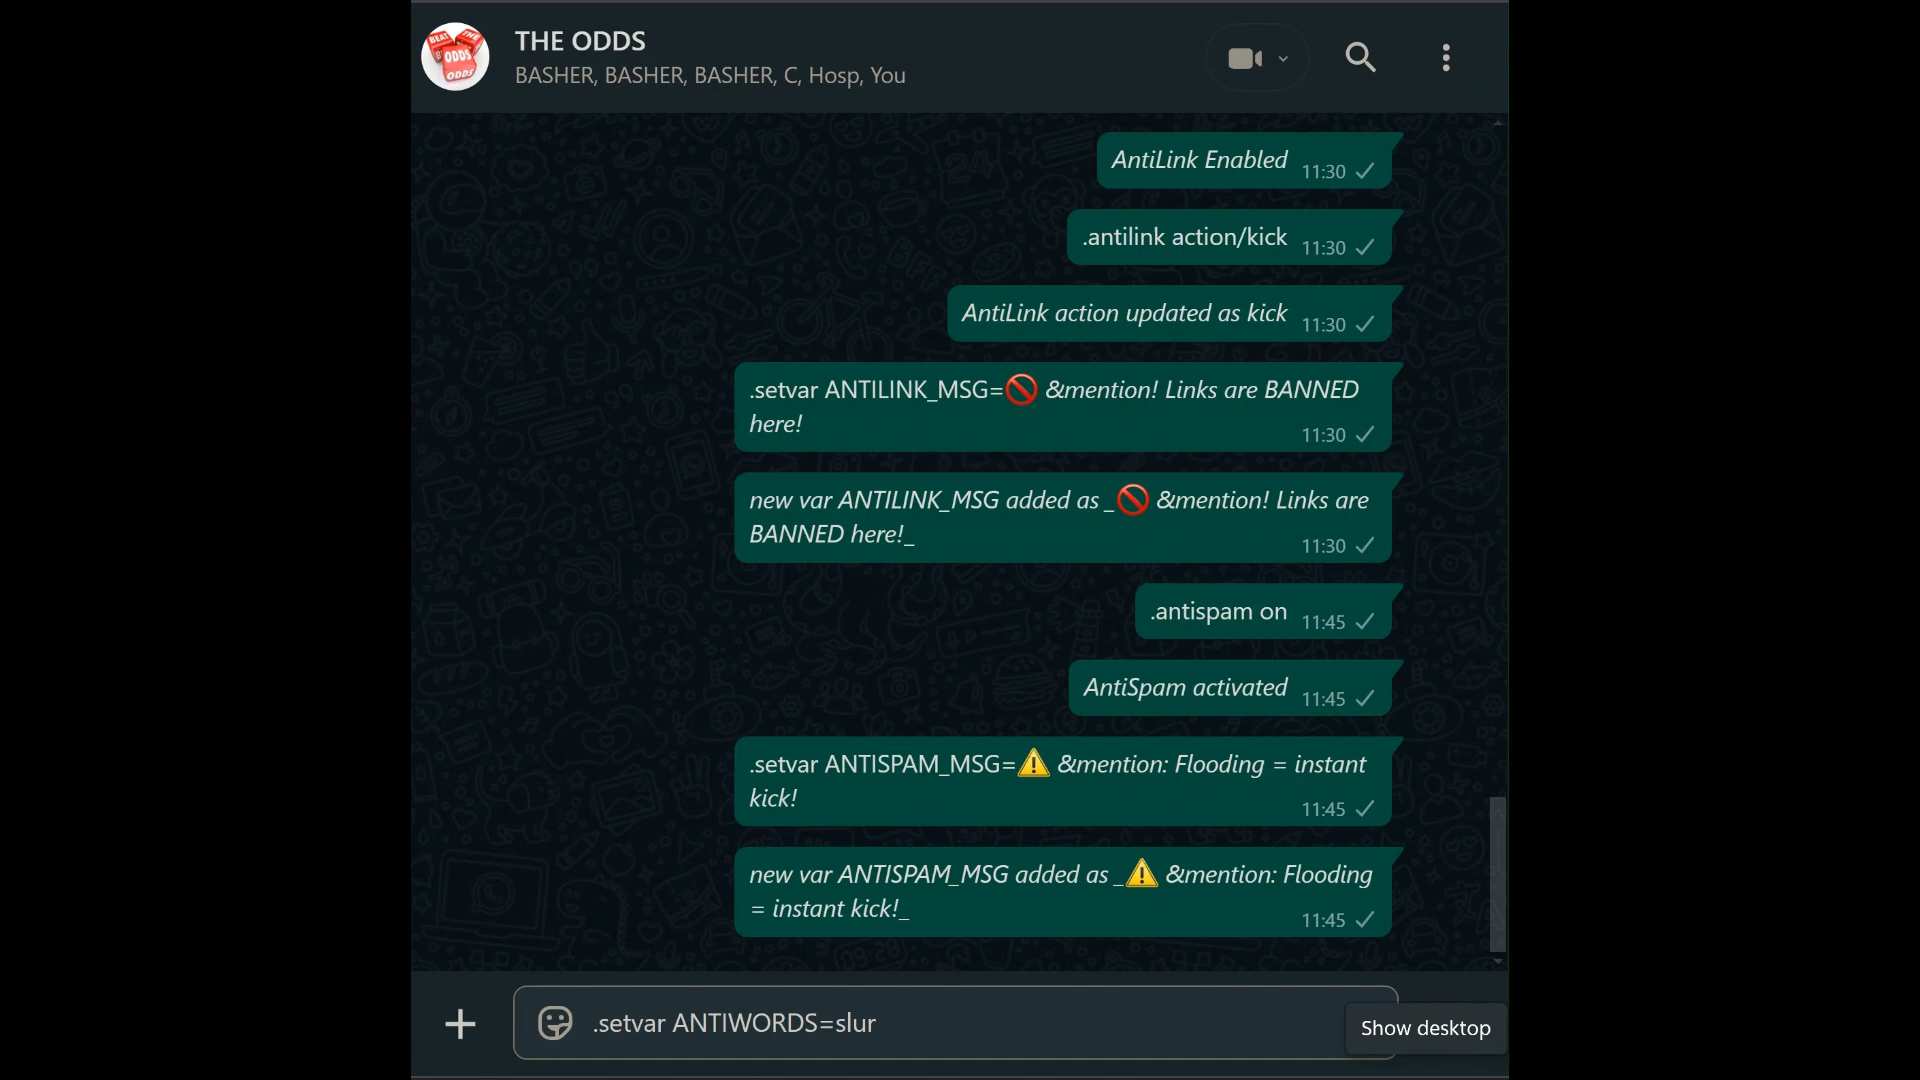 THE ODDS
BASHER, BASHER, BASHER, C, Hosp, You
AntiLink Enabled 11:30
.antilink action/kick 11:30
AntiLink action updated as kick 11:30
.setvar ANTILINK_MSG=🚫 &mention! Links are BANNED
here! 11:30
new var ANTILINK_MSG added as _🚫 &mention! Links are
BANNED here!_ 11:30
.antispam on 11:45
AntiSpam activated 11:45
.setvar ANTISPAM_MSG=⚠️ &mention: Flooding = instant
kick! 11:45
new var ANTISPAM_MSG added as _⚠️ &mention: Flooding
= instant kick!_ 11:45
.setvar ANTIWORDS=slur
Show desktop